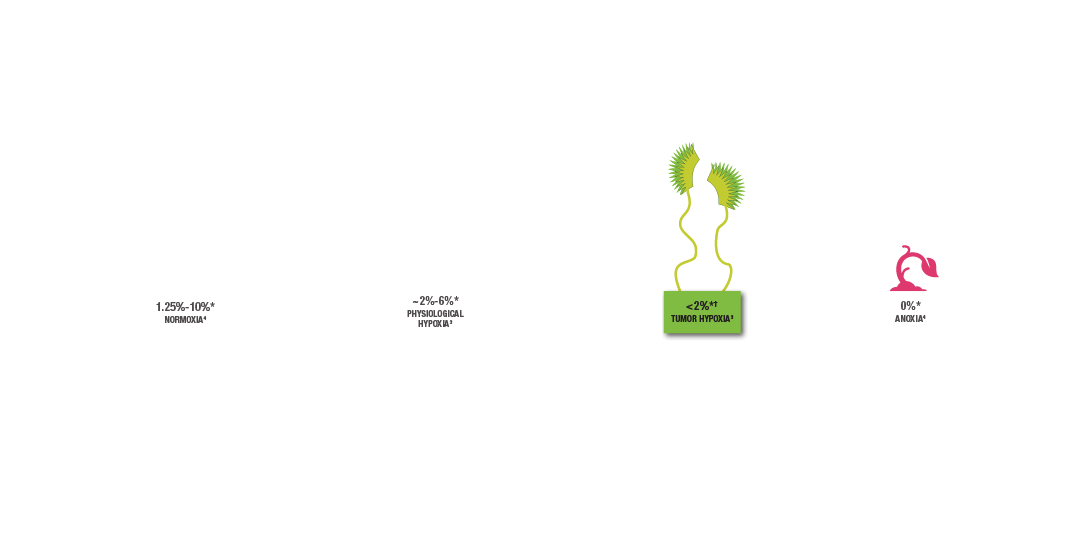 1.25%-10%*
NORMOXIA⁴
~2%-6%*
PHYSIOLOGICAL
HYPOXIA³
<2%*†
TUMOR HYPOXIA³
0%*
ANOXIA⁴